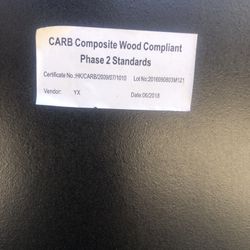 CARB Composite Wood Compliant
Phase 2 Standards
Certificate No.:HK/CARB/2009/07/1010 Lot No:2016090803M121
Vendor: YX Date:06/2018